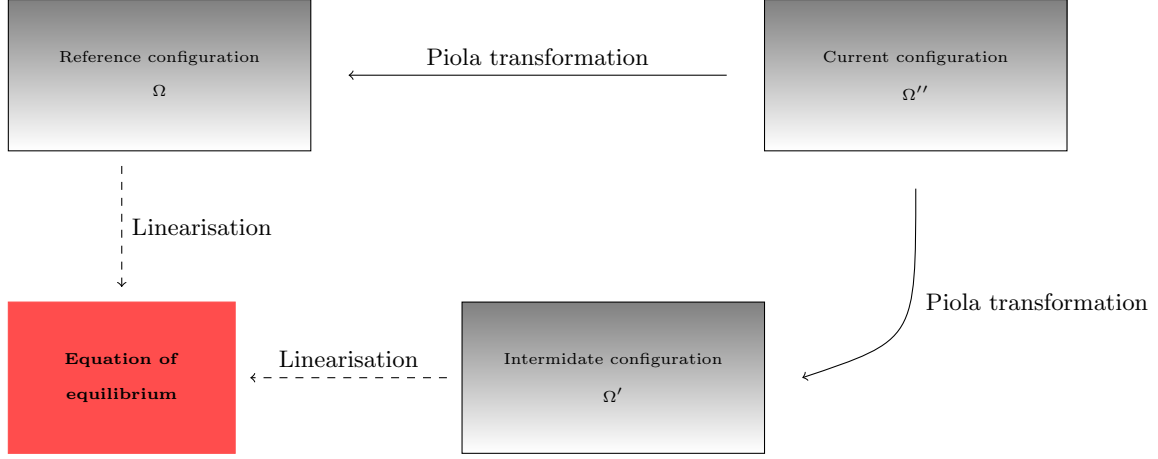 Reference configuration
Ω
Piola transformation
Current configuration
Ω′′
Linearisation
Piola transformation
Equation of
equilibrium
Linearisation
Intermidate configuration
Ω′